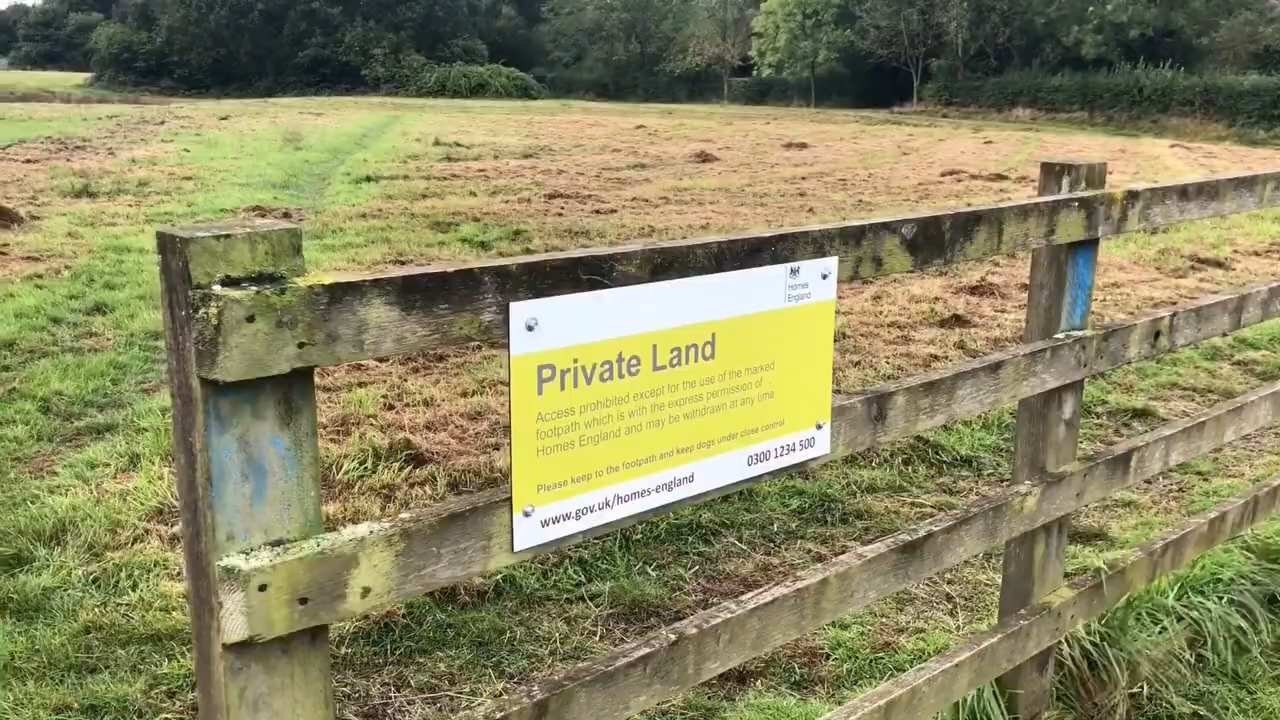 Homes
England
Private Land
Access prohibited except for the use of the marked
footpath which is with the express permission of
Homes England and may be withdrawn at any time
Please keep to the footpath and keep dogs under close control
www.gov.uk/homes-england
0300 1234 500